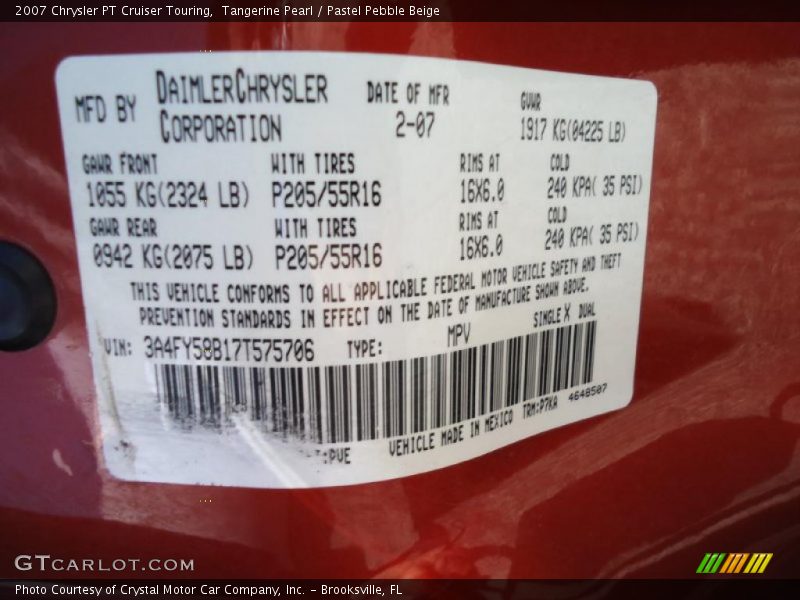 2007 Chrysler PT Cruiser Touring,  Tangerine Pearl / Pastel Pebble Beige
MFD BY DAIMLERCHRYSLER CORPORATION DATE OF MFR 2-07 GVWR 1917 KG(04225 LB)
GAWR FRONT WITH TIRES RIMS AT COLD
1055 KG(2324 LB) P205/55R16 16X6.0 240 KPA( 35 PSI)
GAWR REAR WITH TIRES RIMS AT COLD
0942 KG(2075 LB) P205/55R16 16X6.0 240 KPA( 35 PSI)
THIS VEHICLE CONFORMS TO ALL APPLICABLE FEDERAL MOTOR VEHICLE SAFETY AND THEFT
PREVENTION STANDARDS IN EFFECT ON THE DATE OF MANUFACTURE SHOWN ABOVE.
VIN: 3A4FY58B17T575706 TYPE: MPV SINGLE X DUAL
:PVE VEHICLE MADE IN MEXICO TRM:P7KA 4648507
GTCARLOT.COM
Photo Courtesy of Crystal Motor Car Company, Inc. - Brooksville, FL